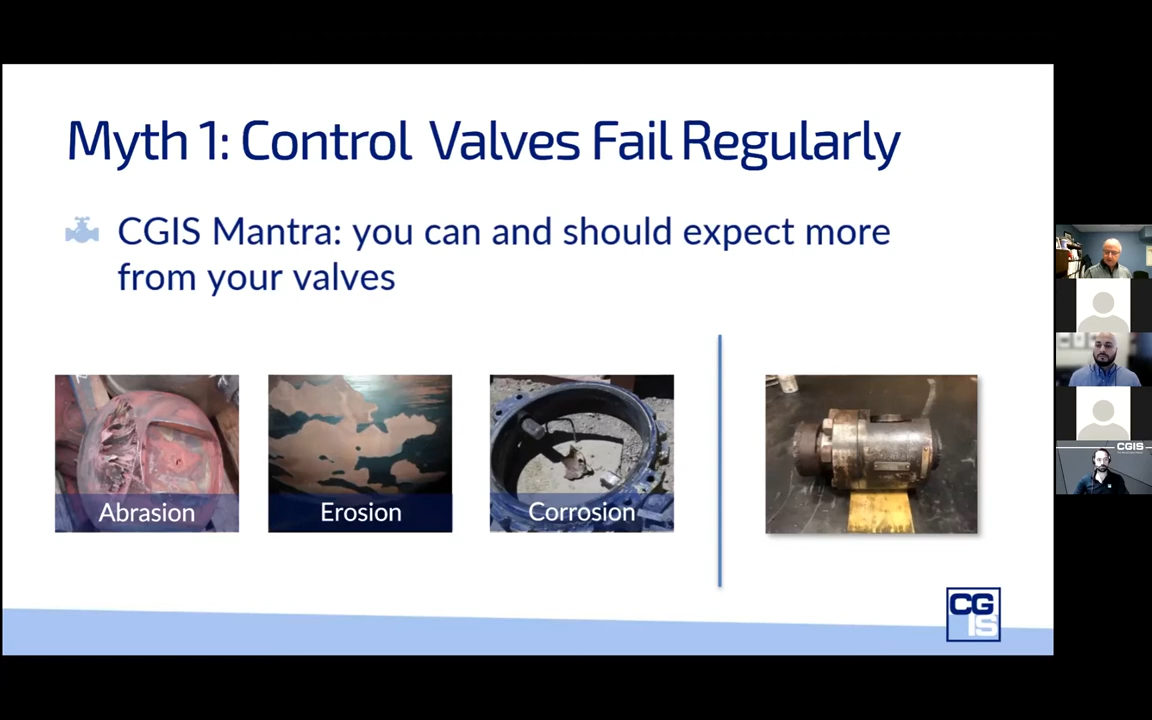 Myth 1: Control Valves Fail Regularly
CGIS Mantra: you can and should expect more
from your valves
Abrasion
Erosion
Corrosion
CG
IS
CGIS